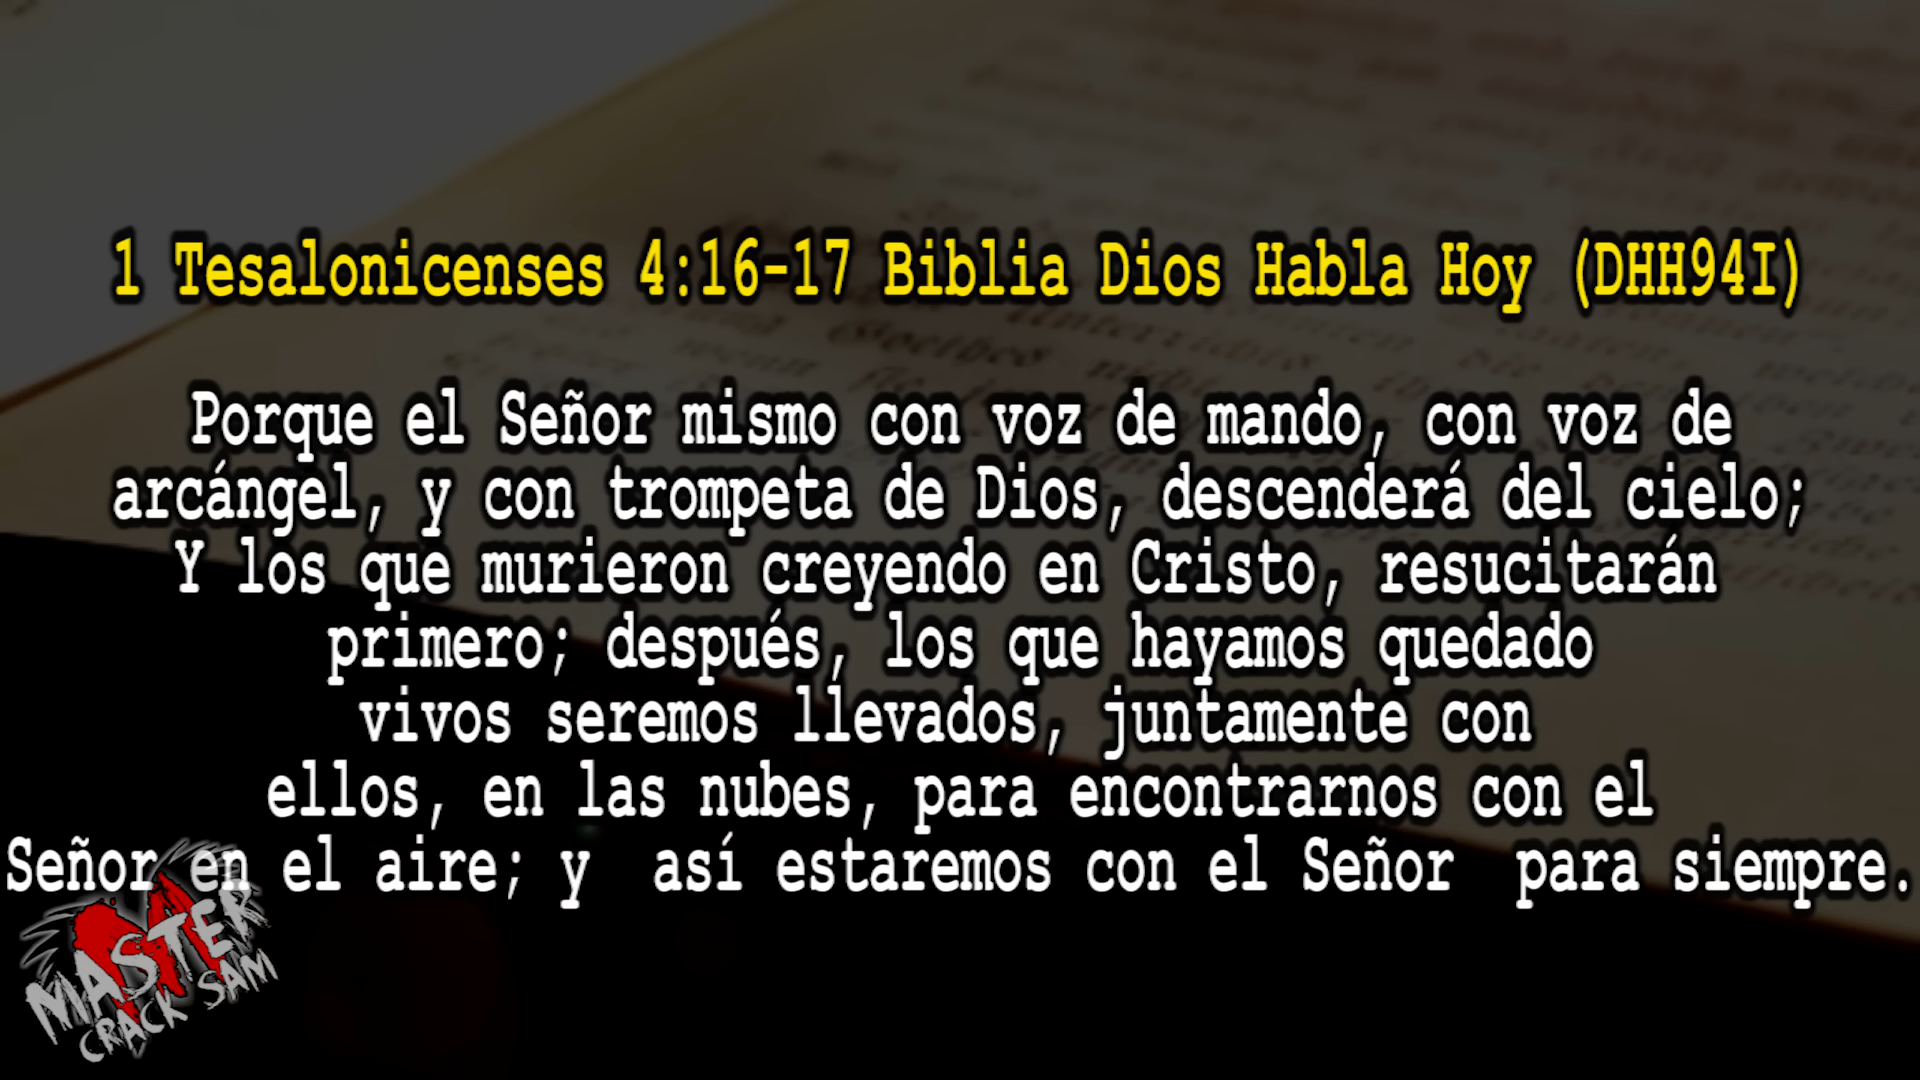 1 Tesalonicenses 4:16-17 Biblia Dios Habla Hoy (DHH94I)
Porque el Señor mismo con voz de mando, con voz de
arcángel, y con trompeta de Dios, descenderá del cielo;
Y los que murieron creyendo en Cristo, resucitarán
primero; después, los que hayamos quedado
vivos seremos llevados, juntamente con
ellos, en las nubes, para encontrarnos con el
Señor en el aire; y  así estaremos con el Señor  para siempre.
MASTER
CRACK SAM